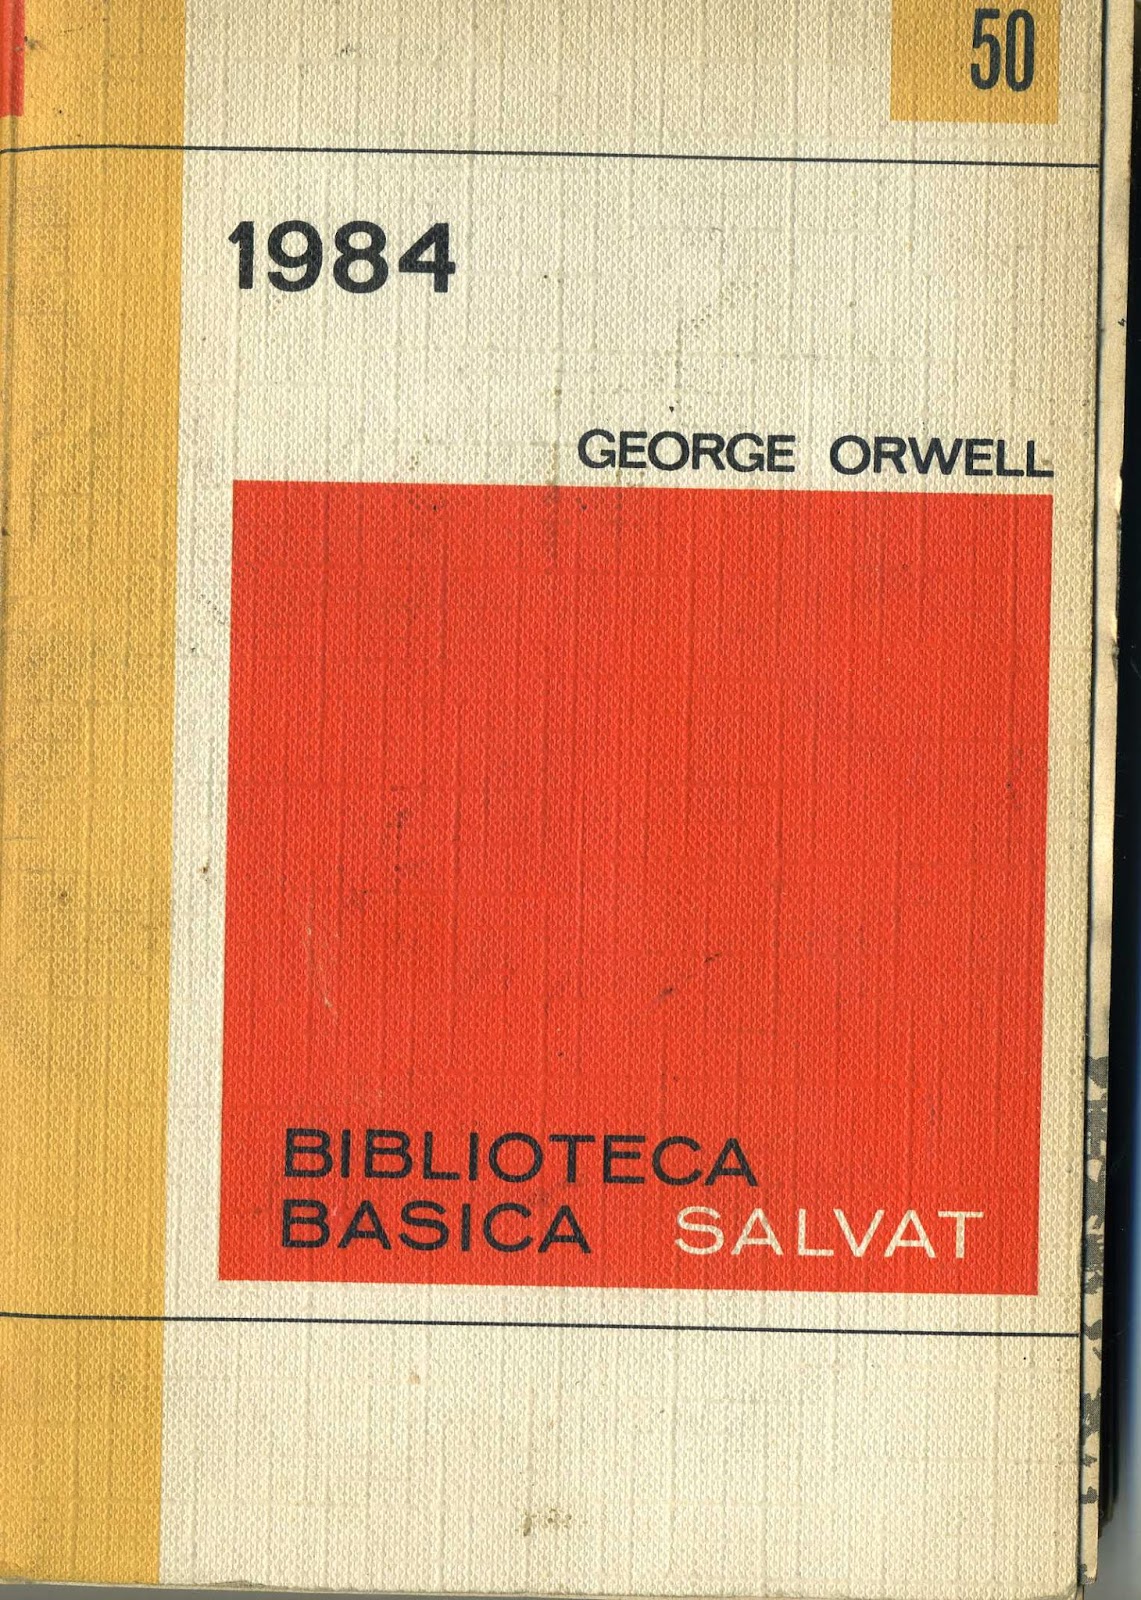 50
1984
GEORGE ORWELL
BIBLIOTECA
BASICA SALVAT